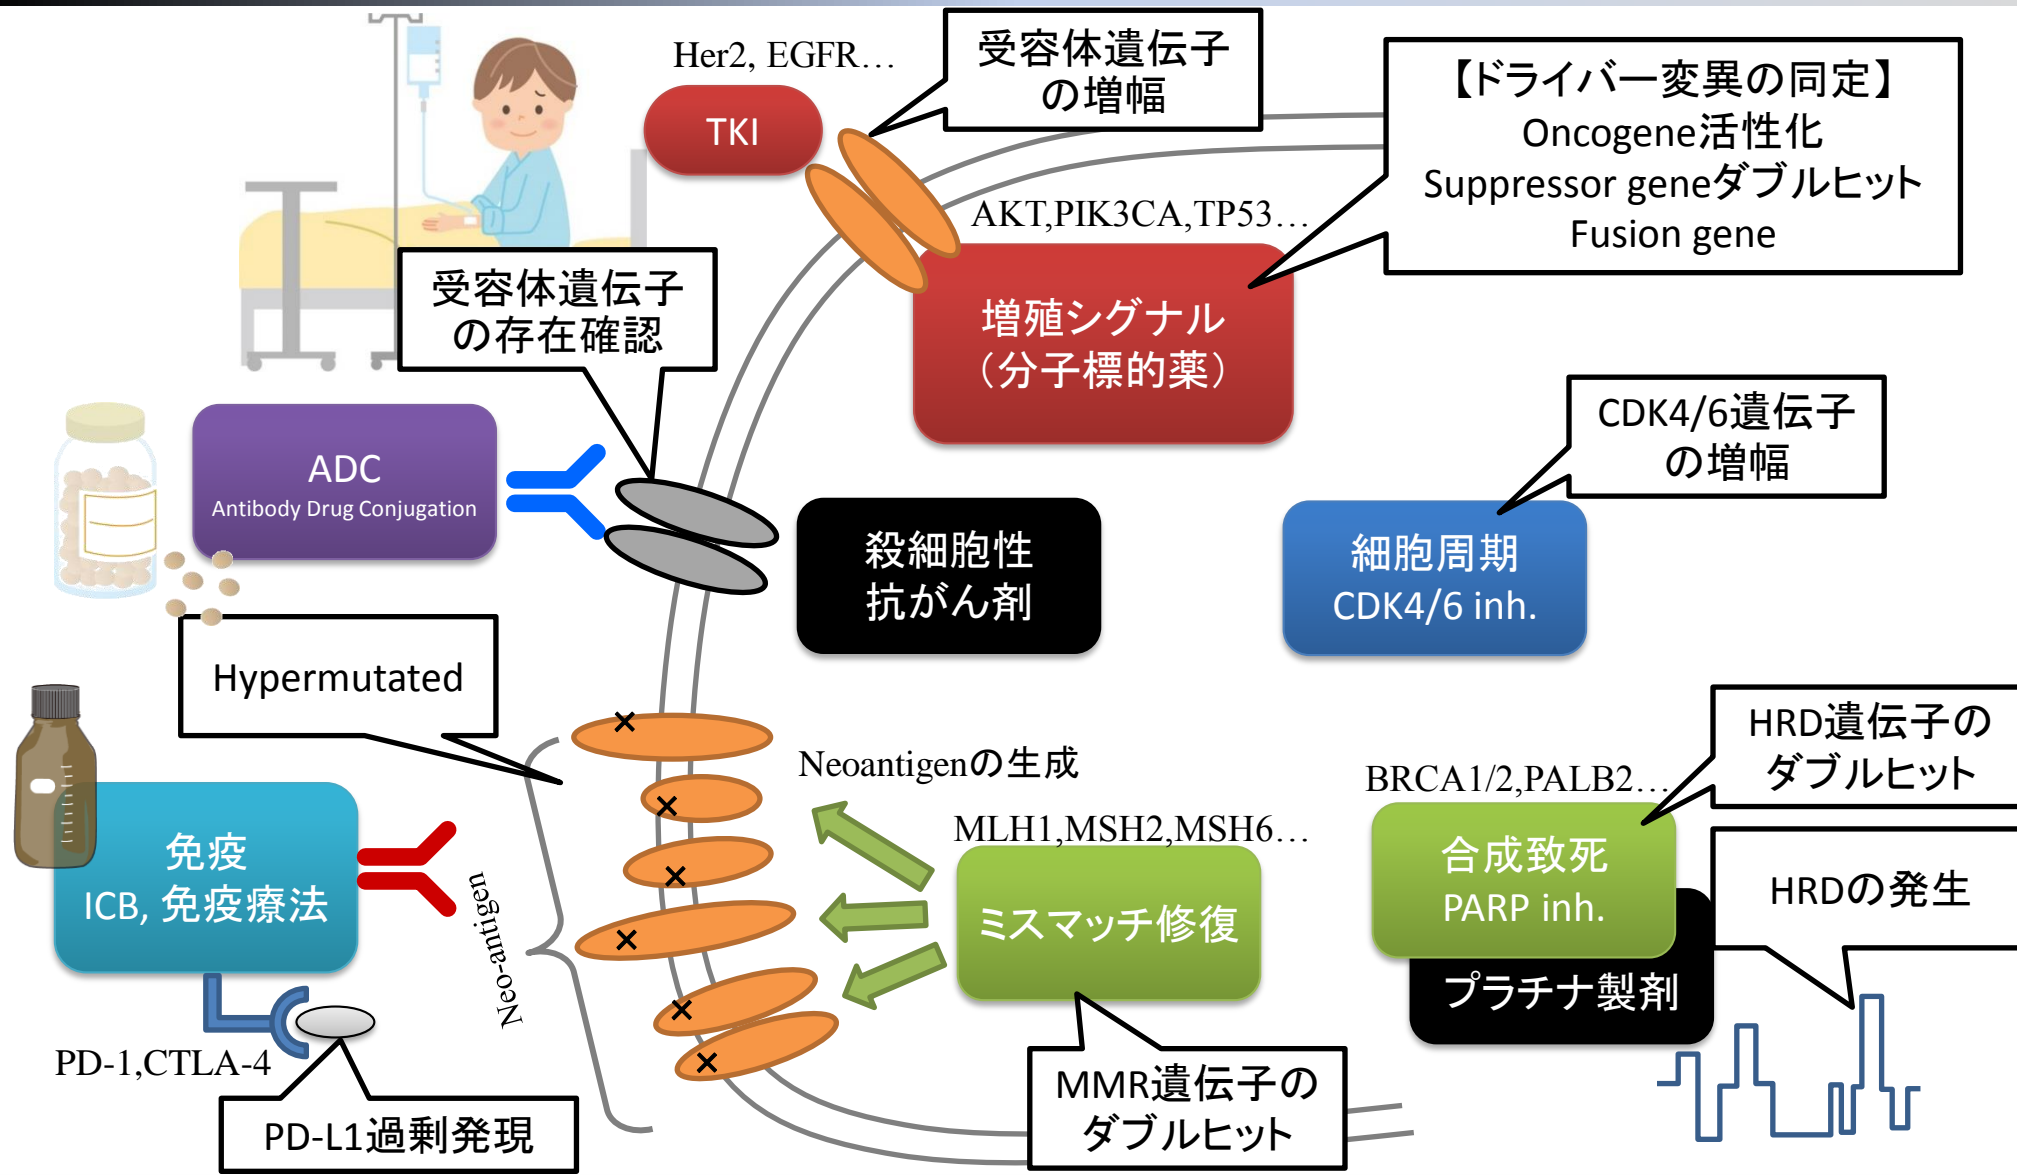 Her2, EGFR…
受容体遺伝子
の増幅
【ドライバー変異の同定】
Oncogene活性化
Suppressor geneダブルヒット
Fusion gene
TKI
AKT,PIK3CA,TP53…
受容体遺伝子
の存在確認
増殖シグナル
（分子標的薬）
CDK4/6遺伝子
の増幅
ADC
Antibody Drug Conjugation
殺細胞性
抗がん剤
細胞周期
CDK4/6 inh.
Hypermutated
HRD遺伝子の
ダブルヒット
Neoantigenの生成
BRCA1/2,PALB2…
MLH1,MSH2,MSH6…
免疫
ICB, 免疫療法
Neo-antigen
ミスマッチ修復
合成致死
PARP inh.
HRDの発生
プラチナ製剤
PD-1,CTLA-4
PD-L1過剰発現
MMR遺伝子の
ダブルヒット